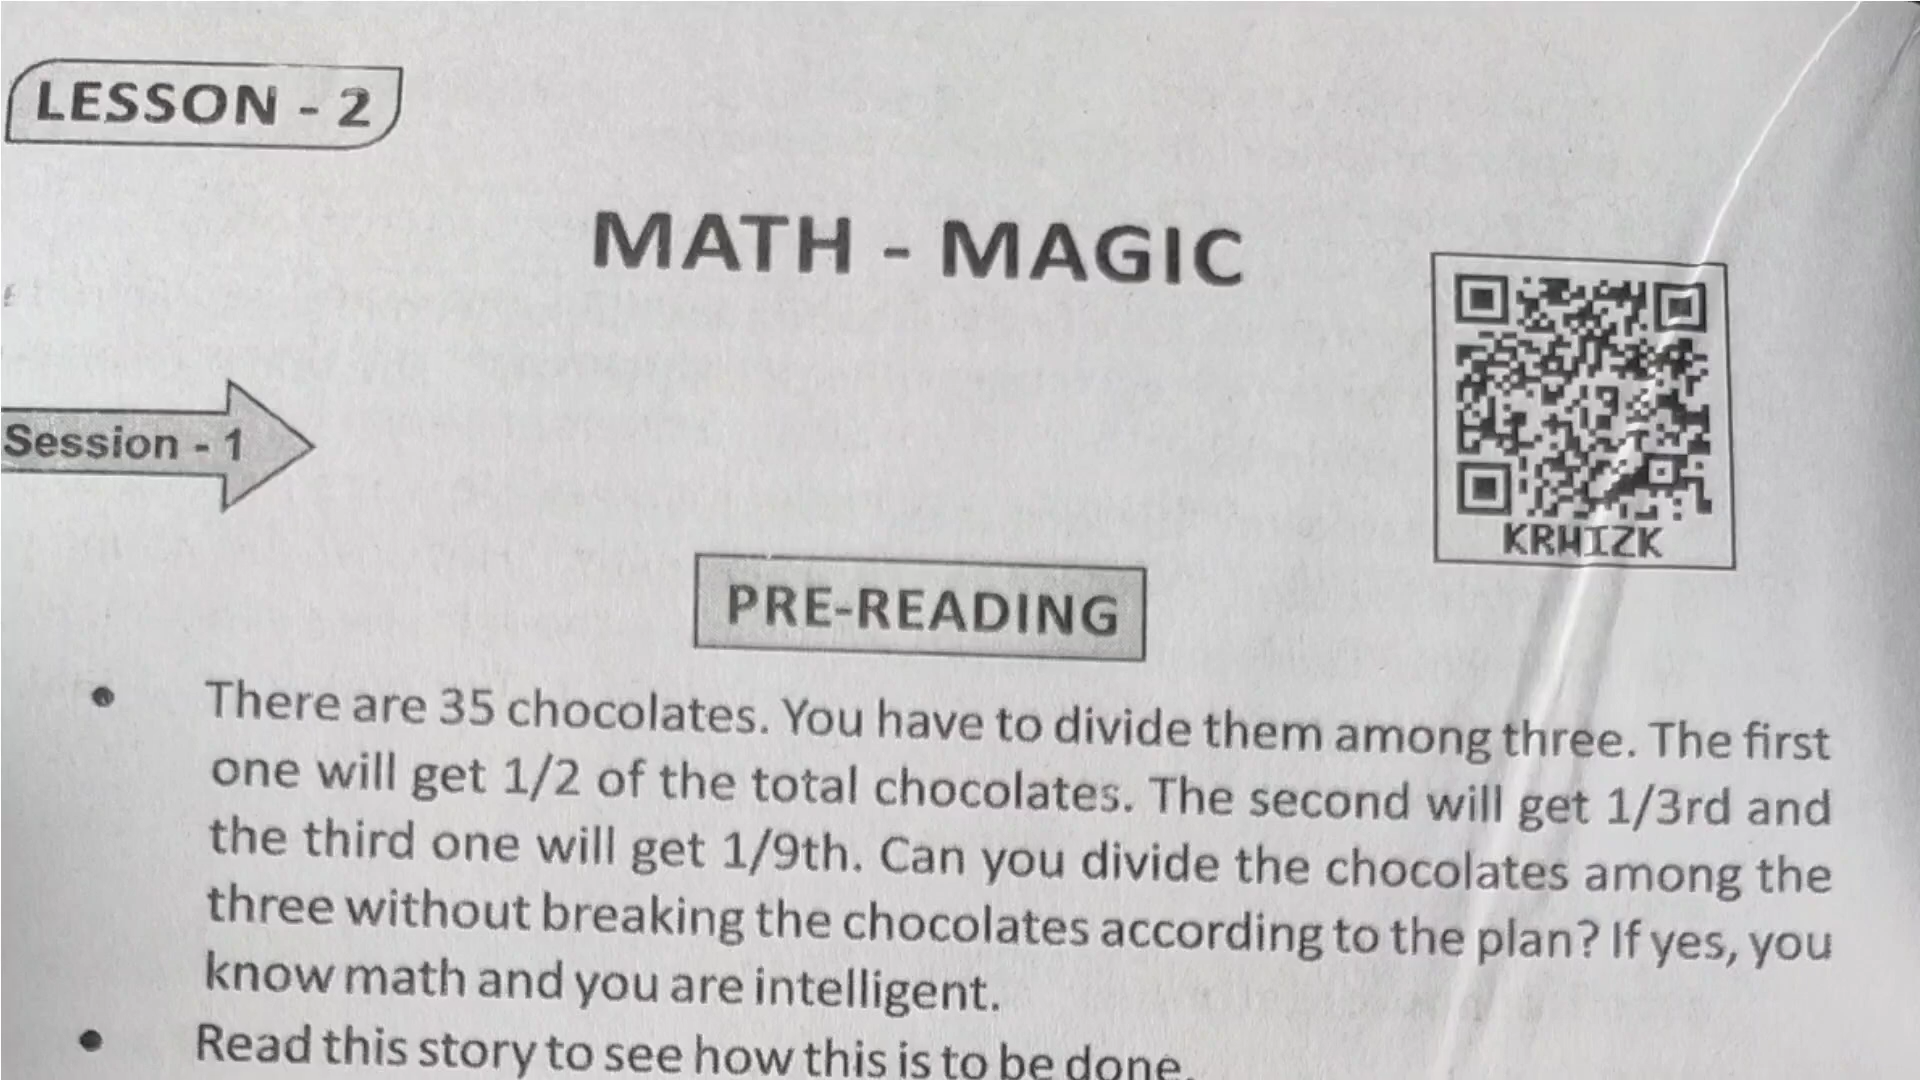 LESSON - 2
MATH - MAGIC
Session - 1
KRWIZK
PRE-READING
• There are 35 chocolates. You have to divide them among three. The first
one will get 1/2 of the total chocolates. The second will get 1/3rd and
the third one will get 1/9th. Can you divide the chocolates among the
three without breaking the chocolates according to the plan? If yes, you
know math and you are intelligent.
• Read this story to see how this is to be done.